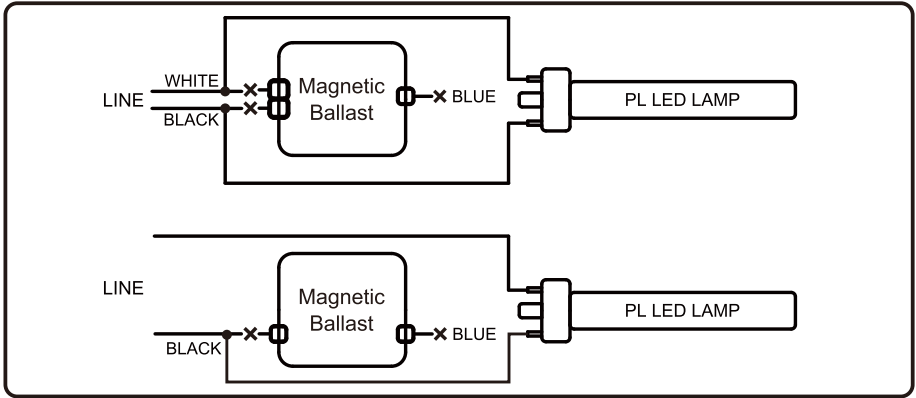 WHITE
LINE
BLACK
Magnetic
Ballast
BLUE
PL LED LAMP
LINE
BLACK
Magnetic
Ballast
BLUE
PL LED LAMP